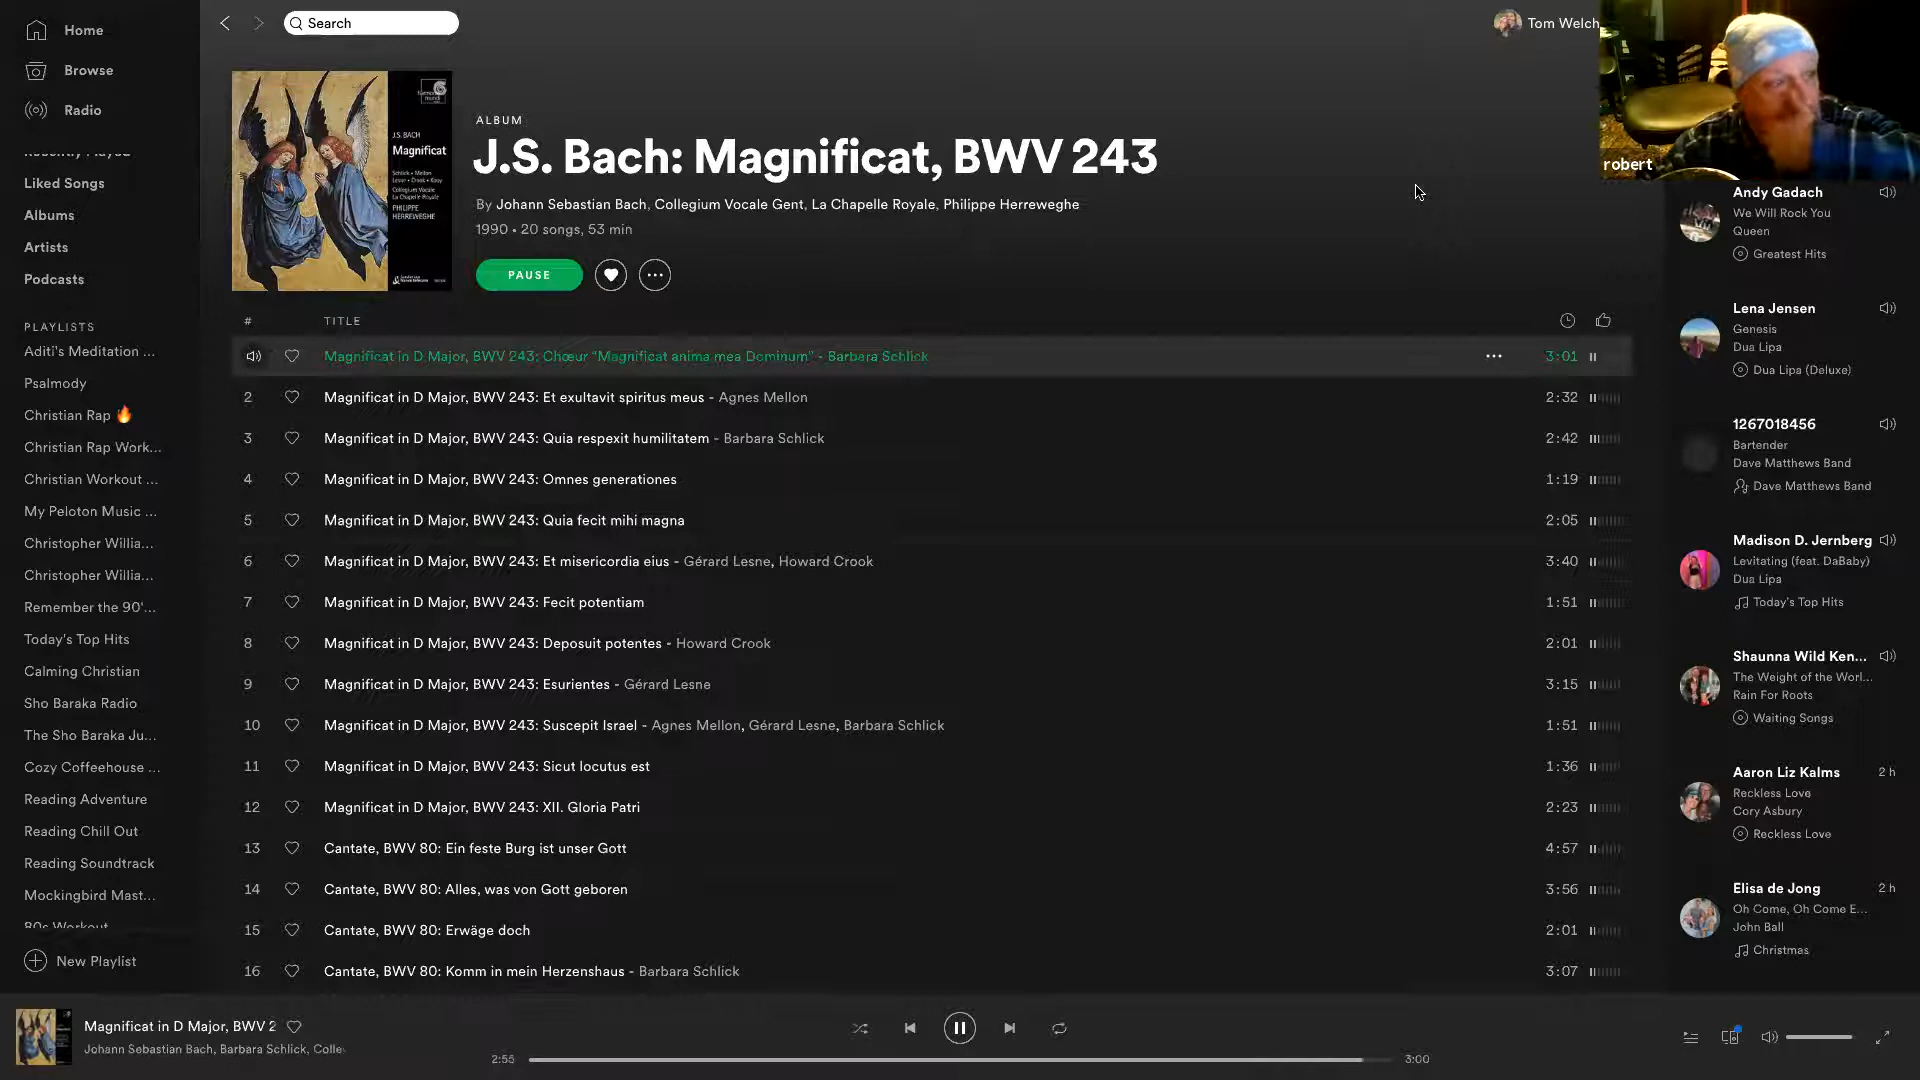 Home
Browse
Radio
Recently Played
Liked Songs
Albums
Artists
Podcasts
PLAYLISTS
Aditi's Meditation ...
Psalmody
Christian Rap 🔥
Christian Rap Work...
Christian Workout ...
My Peloton Music ...
Christopher Willia...
Christopher Willia...
Remember the 90'...
Today's Top Hits
Calming Christian
Sho Baraka Radio
The Sho Baraka Ju...
Cozy Coffeehouse ...
Reading Adventure
Reading Chill Out
Reading Soundtrack
Mockingbird Mast...
80s Workout
New Playlist
Search
Tom Welch
robert
J.S. BACH
Magnificat
Collegium Vocale
La Chapelle Royale
PHILIPPE
HERREWEGHE
ALBUM
J.S. Bach: Magnificat, BWV 243
By Johann Sebastian Bach, Collegium Vocale Gent, La Chapelle Royale, Philippe Herreweghe
1990 • 20 songs, 53 min
PAUSE
# TITLE
Magnificat in D Major, BWV 243: Chœur “Magnificat anima mea Dominum” - Barbara Schlick 3:01
2 Magnificat in D Major, BWV 243: Et exultavit spiritus meus - Agnes Mellon 2:32
3 Magnificat in D Major, BWV 243: Quia respexit humilitatem - Barbara Schlick 2:42
4 Magnificat in D Major, BWV 243: Omnes generationes 1:19
5 Magnificat in D Major, BWV 243: Quia fecit mihi magna 2:05
6 Magnificat in D Major, BWV 243: Et misericordia eius - Gérard Lesne, Howard Crook 3:40
7 Magnificat in D Major, BWV 243: Fecit potentiam 1:51
8 Magnificat in D Major, BWV 243: Deposuit potentes - Howard Crook 2:01
9 Magnificat in D Major, BWV 243: Esurientes - Gérard Lesne 3:15
10 Magnificat in D Major, BWV 243: Suscepit Israel - Agnes Mellon, Gérard Lesne, Barbara Schlick 1:51
11 Magnificat in D Major, BWV 243: Sicut locutus est 1:36
12 Magnificat in D Major, BWV 243: XII. Gloria Patri 2:23
13 Cantate, BWV 80: Ein feste Burg ist unser Gott 4:57
14 Cantate, BWV 80: Alles, was von Gott geboren 3:56
15 Cantate, BWV 80: Erwäge doch 2:01
16 Cantate, BWV 80: Komm in mein Herzenshaus - Barbara Schlick 3:07
Andy Gadach
We Will Rock You
Queen
Greatest Hits
Lena Jensen
Genesis
Dua Lipa
Dua Lipa (Deluxe)
1267018456
Bartender
Dave Matthews Band
Dave Matthews Band
Madison D. Jernberg
Levitating (feat. DaBaby)
Dua Lipa
Today's Top Hits
Shaunna Wild Ken...
The Weight of the Worl...
Rain For Roots
Waiting Songs
Aaron Liz Kalms 2 h
Reckless Love
Cory Asbury
Reckless Love
Elisa de Jong 2 h
Oh Come, Oh Come E...
John Ball
Christmas
Magnificat in D Major, BWV 2
Johann Sebastian Bach, Barbara Schlick, Colle
2:55
3:00